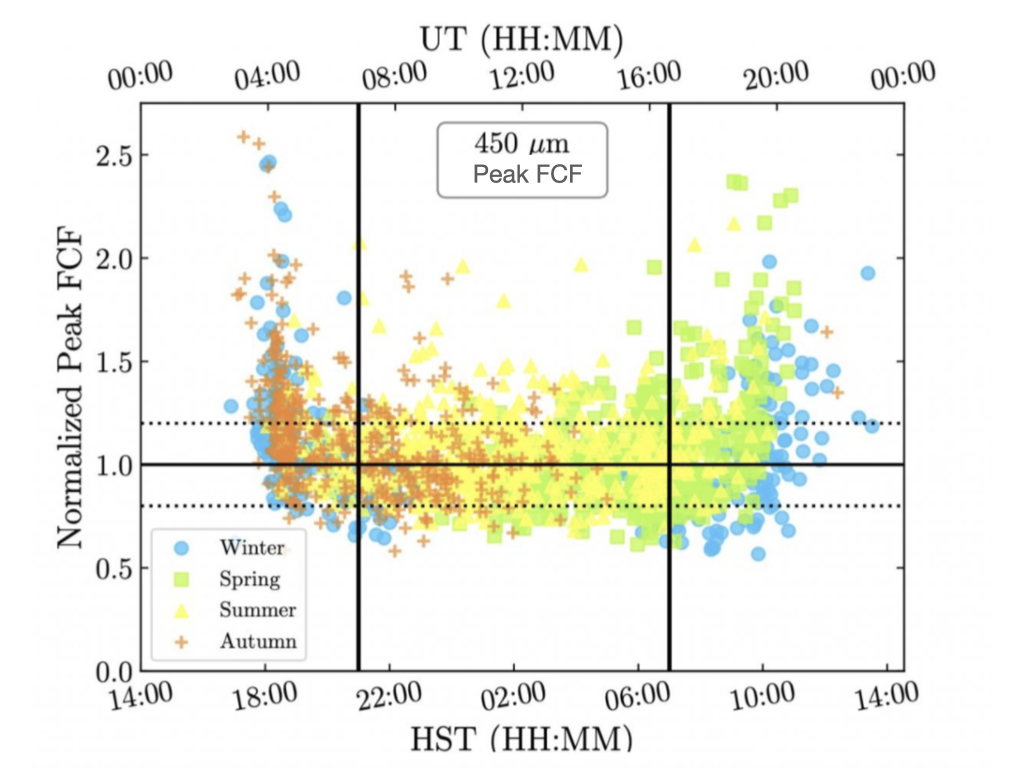 UT (HH:MM)
00:00 04:00 08:00 12:00 16:00 20:00 00:00
450 μm
Peak FCF
Normalized Peak FCF
2.5
2.0
1.5
1.0
0.5
0.0
Winter
Spring
Summer
Autumn
14:00 18:00 22:00 02:00 06:00 10:00 14:00
HST (HH:MM)